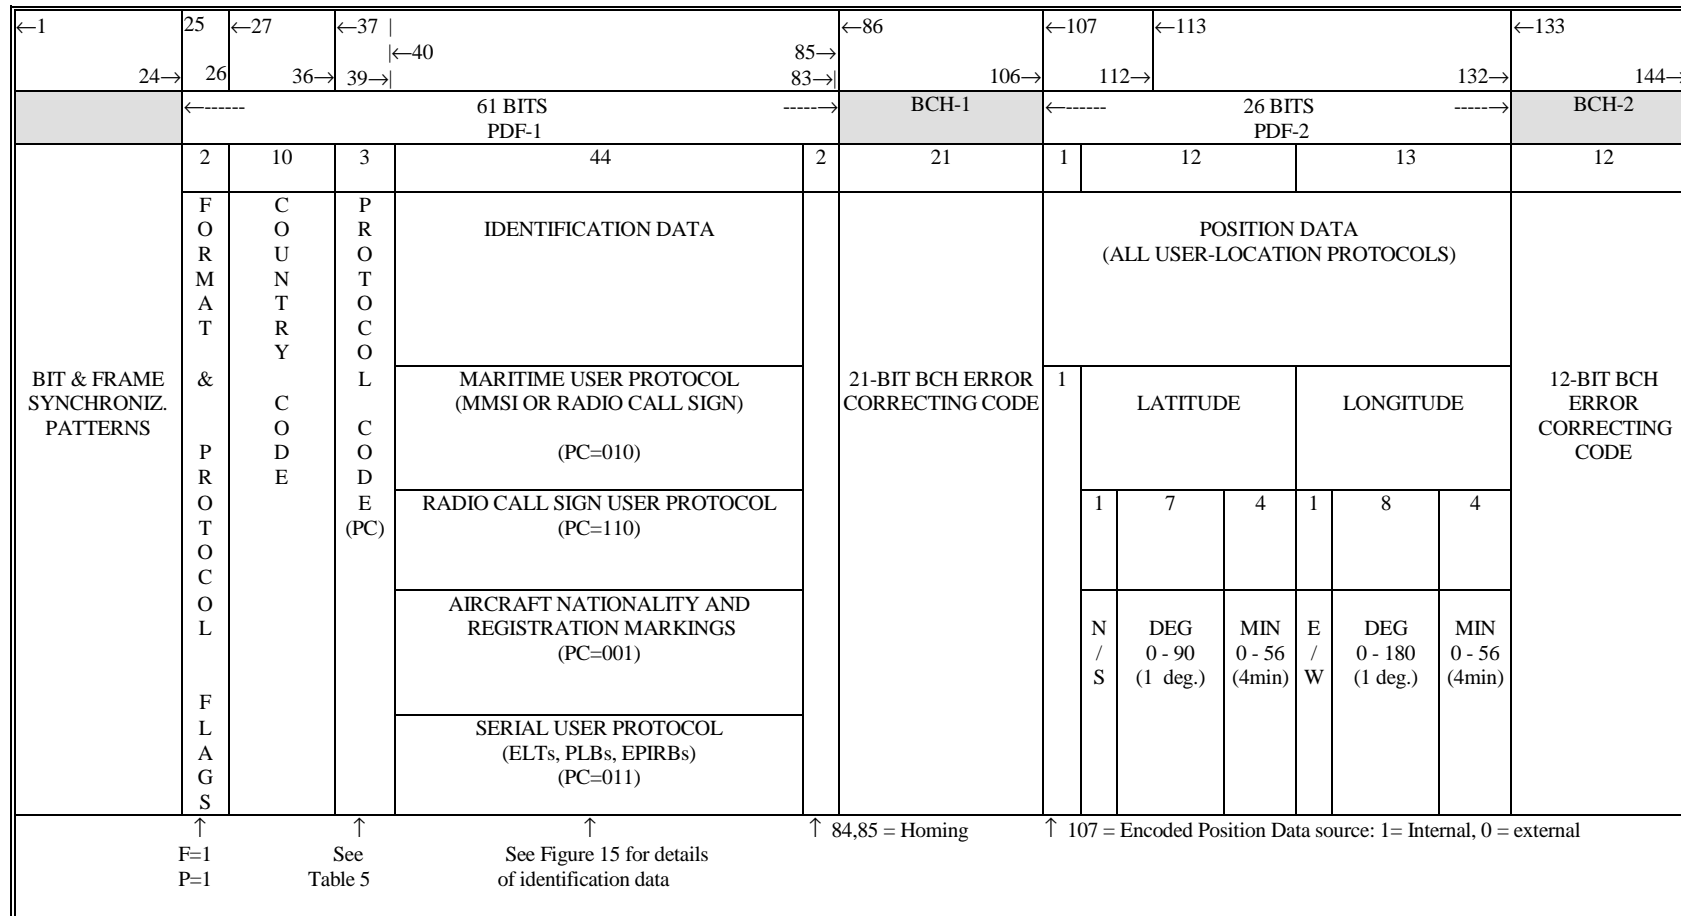 ←1 25 ←27 ←37 | ←86 ←107 ←113 ←133
|←40 85→
24→ 26 36→ 39→| 83→| 106→ 112→ 132→ 144→
←------ 61 BITS -----→ BCH-1 ←------ 26 BITS -----→ BCH-2
PDF-1 PDF-2
2 10 3 44 2 21 1 12 13 12
BIT & FRAME
SYNCHRONIZ.
PATTERNS
FORMAT & PROTOCOL FLAGS
COUNTRY CODE
PROTOCOL CODE
(PC)
IDENTIFICATION DATA
MARITIME USER PROTOCOL
(MMSI OR RADIO CALL SIGN)
(PC=010)
RADIO CALL SIGN USER PROTOCOL
(PC=110)
AIRCRAFT NATIONALITY AND
REGISTRATION MARKINGS
(PC=001)
SERIAL USER PROTOCOL
(ELTs, PLBs, EPIRBs)
(PC=011)
21-BIT BCH ERROR
CORRECTING CODE
POSITION DATA
(ALL USER-LOCATION PROTOCOLS)
1 LATITUDE LONGITUDE
1 7 4 1 8 4
N DEG MIN E DEG MIN
/ 0 - 90 0 - 56 / 0 - 180 0 - 56
S (1 deg.) (4min) W (1 deg.) (4min)
12-BIT BCH
ERROR
CORRECTING
CODE
↑ ↑ ↑ ↑ 84,85 = Homing ↑ 107 = Encoded Position Data source: 1= Internal, 0 = external
F=1 See See Figure 15 for details
P=1 Table 5 of identification data